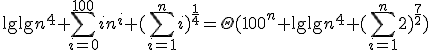 lglgn^4 + \sum_{i=0}^{100} in^i + (\sum_{i=1}^{n} i)^{\frac{1}{4}} = \Theta(100^n + lglgn^4 + (\sum_{i=1}^{n} 2)^{\frac{7}{2}})